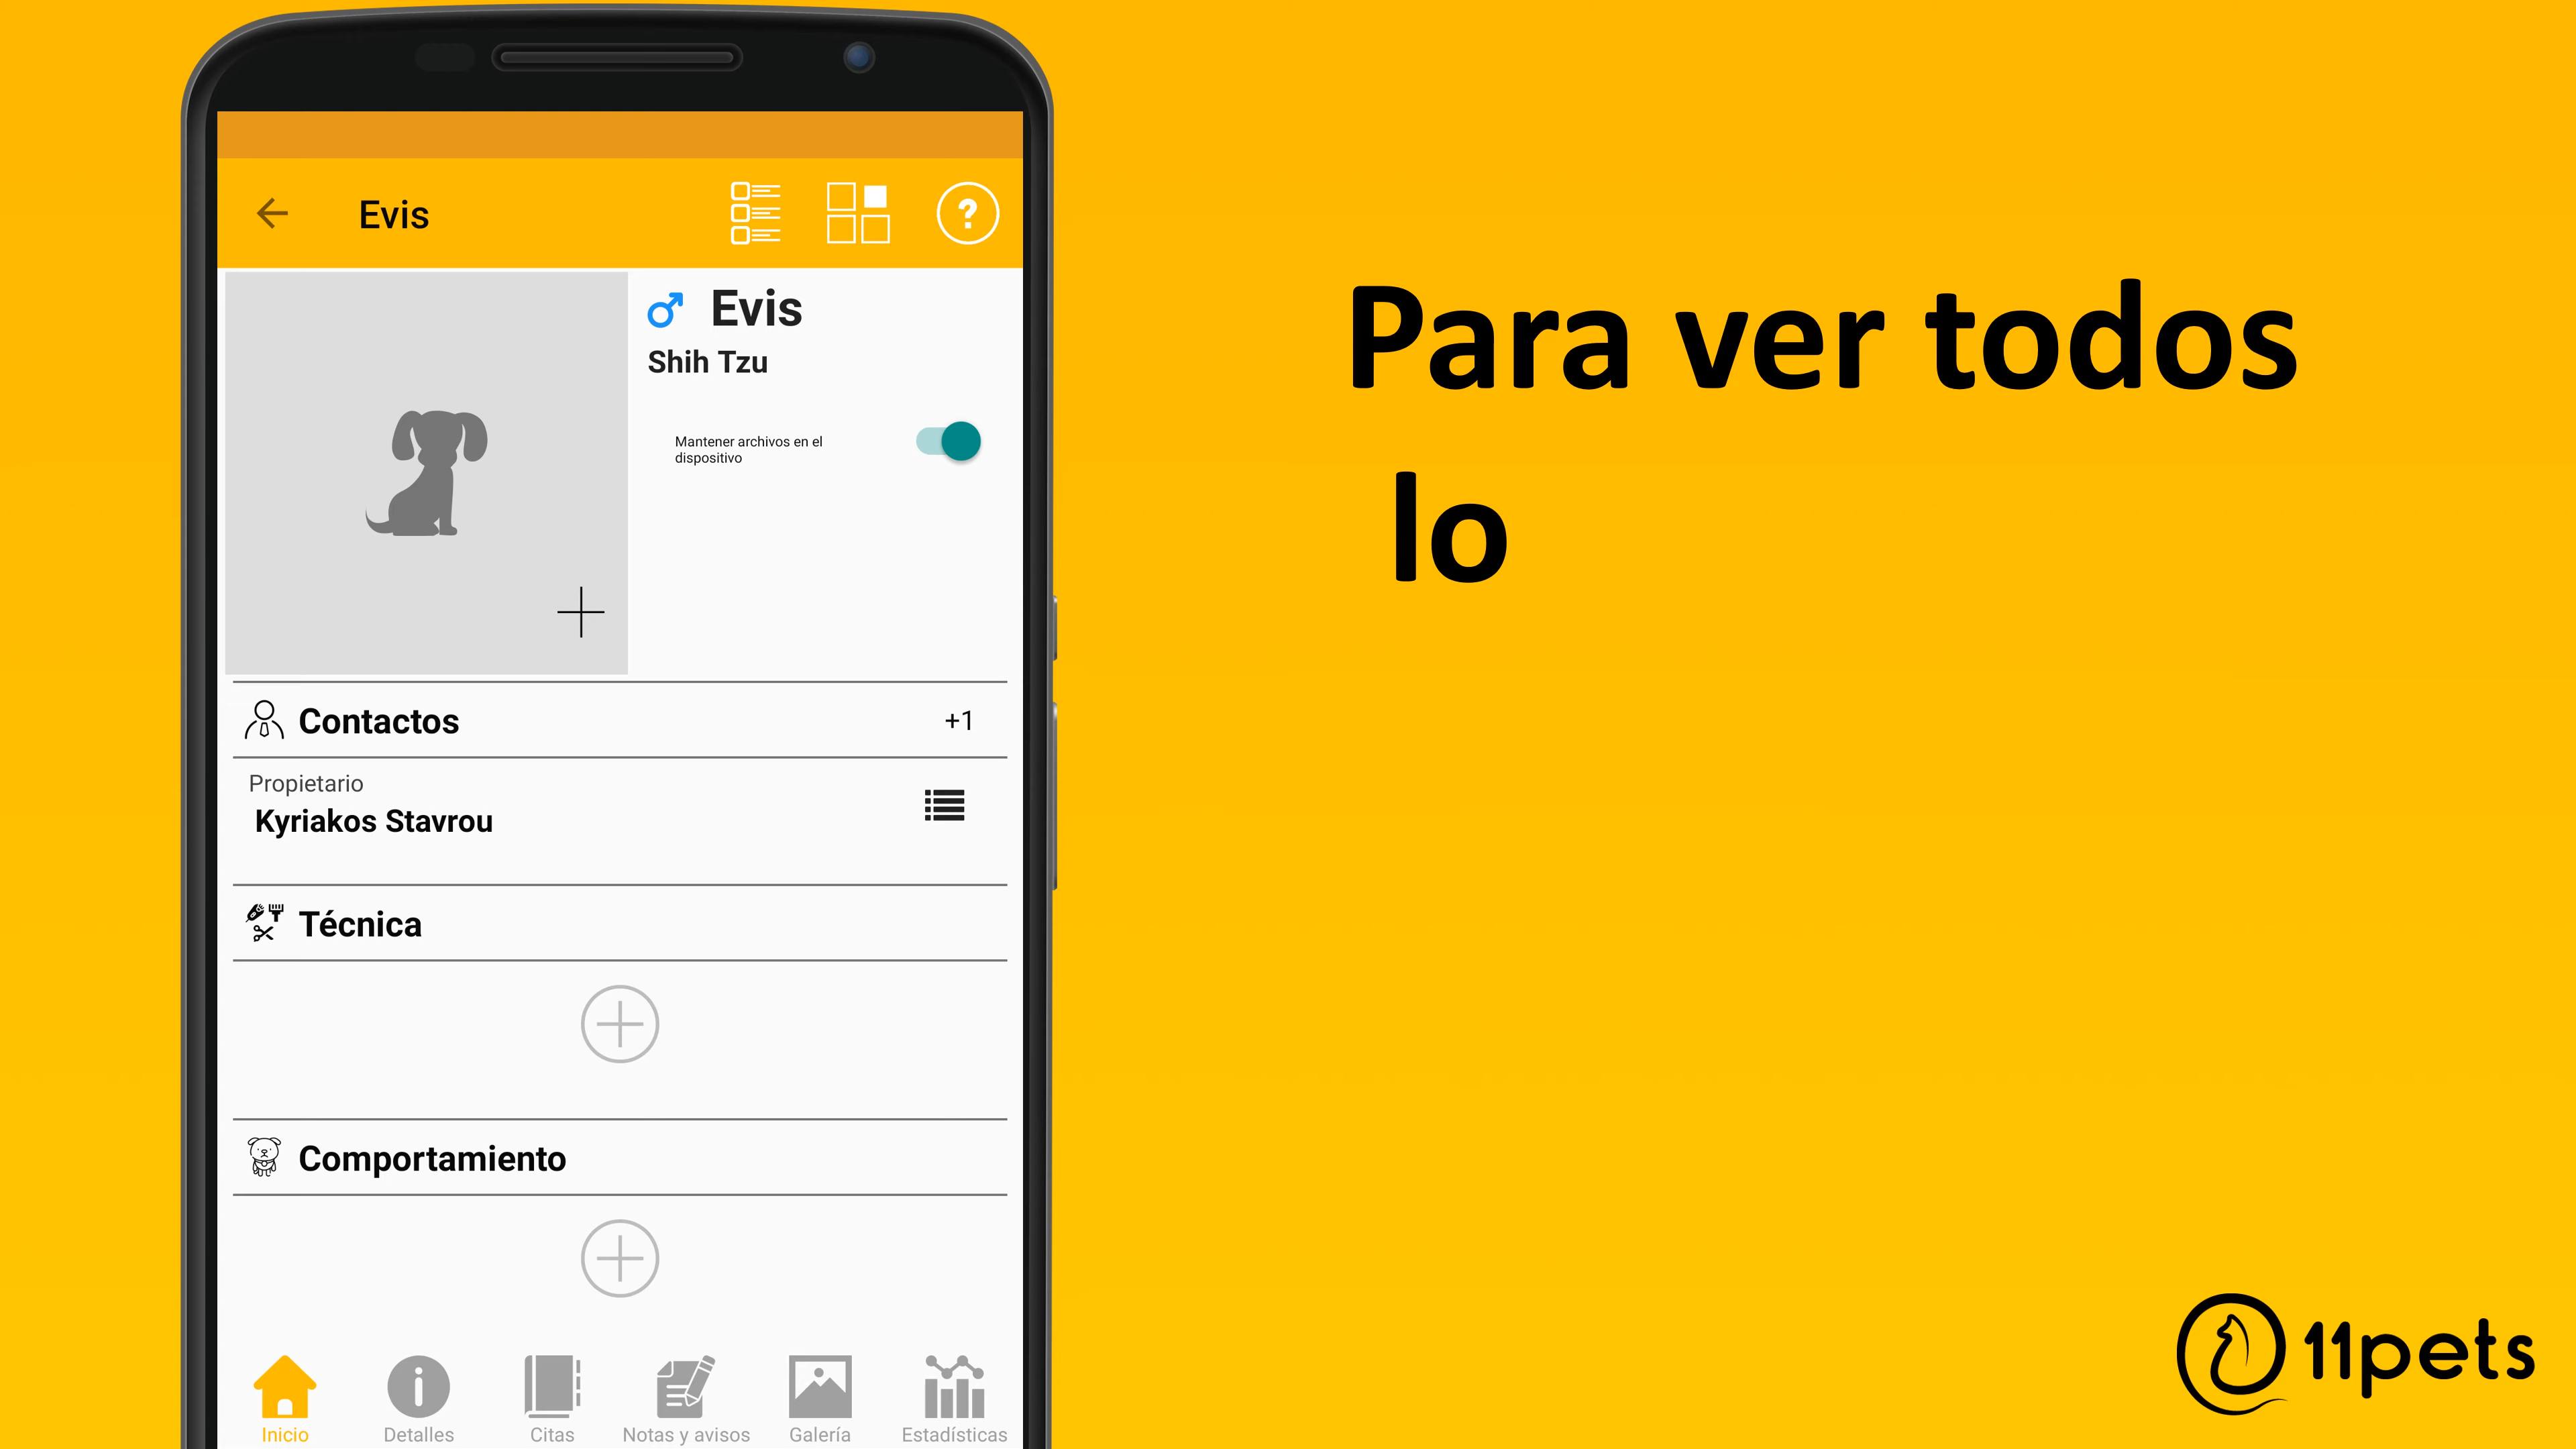 Evis
Evis
Shih Tzu
Mantener archivos en el
dispositivo
Contactos
+1
Propietario
Kyriakos Stavrou
Técnica
Comportamiento
Inicio
Detalles
Citas
Notas y avisos
Galería
Estadísticas
Para ver todos
lo
11pets